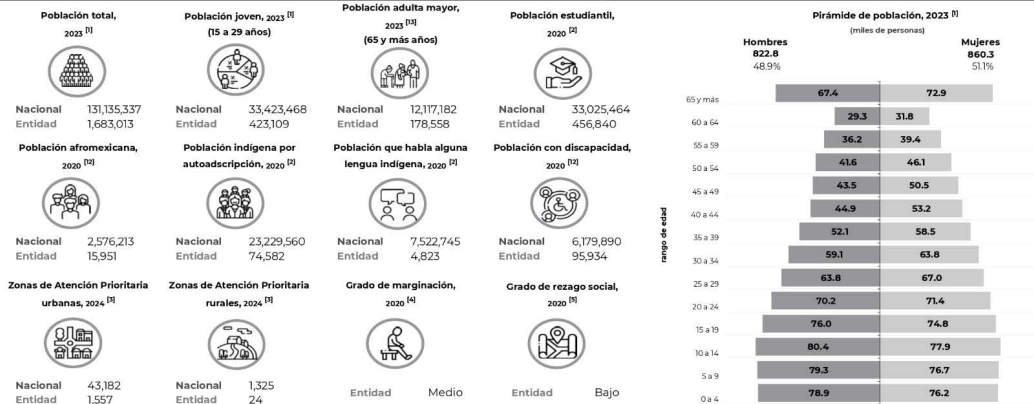 Población total,
2023 [1]
Nacional 131,135,337
Entidad 1,683,013
Población joven, 2023 [1]
(15 a 29 años)
Nacional 33,423,468
Entidad 423,109
Población adulta mayor,
2023 [13]
(65 y más años)
Nacional 12,117,182
Entidad 178,558
Población estudiantil,
2020 [2]
Nacional 33,025,464
Entidad 456,840
Población afromexicana,
2020 [12]
Nacional 2,576,213
Entidad 15,951
Población indígena por
autoadscripción, 2020 [2]
Nacional 23,229,560
Entidad 74,582
Población que habla alguna
lengua indígena, 2020 [2]
Nacional 7,522,745
Entidad 4,823
Población con discapacidad,
2020 [12]
Nacional 6,179,890
Entidad 95,934
Zonas de Atención Prioritaria
urbanas, 2024 [3]
Nacional 43,182
Entidad 1,557
Zonas de Atención Prioritaria
rurales, 2024 [3]
Nacional 1,325
Entidad 24
Grado de marginación,
2020 [4]
Entidad Medio
Grado de rezago social,
2020 [5]
Entidad Bajo
Pirámide de población, 2023 [1]
(miles de personas)
Hombres Mujeres
822.8 860.3
48.9% 51.1%
rango de edad
65 y más 67.4 72.9
60 a 64 29.3 31.8
55 a 59 36.2 39.4
50 a 54 41.6 46.1
45 a 49 43.5 50.5
40 a 44 44.9 53.2
35 a 39 52.1 58.5
30 a 34 59.1 63.8
25 a 29 63.8 67.0
20 a 24 70.2 71.4
15 a 19 76.0 74.8
10 a 14 80.4 77.9
5 a 9 79.3 76.7
0 a 4 78.9 76.2